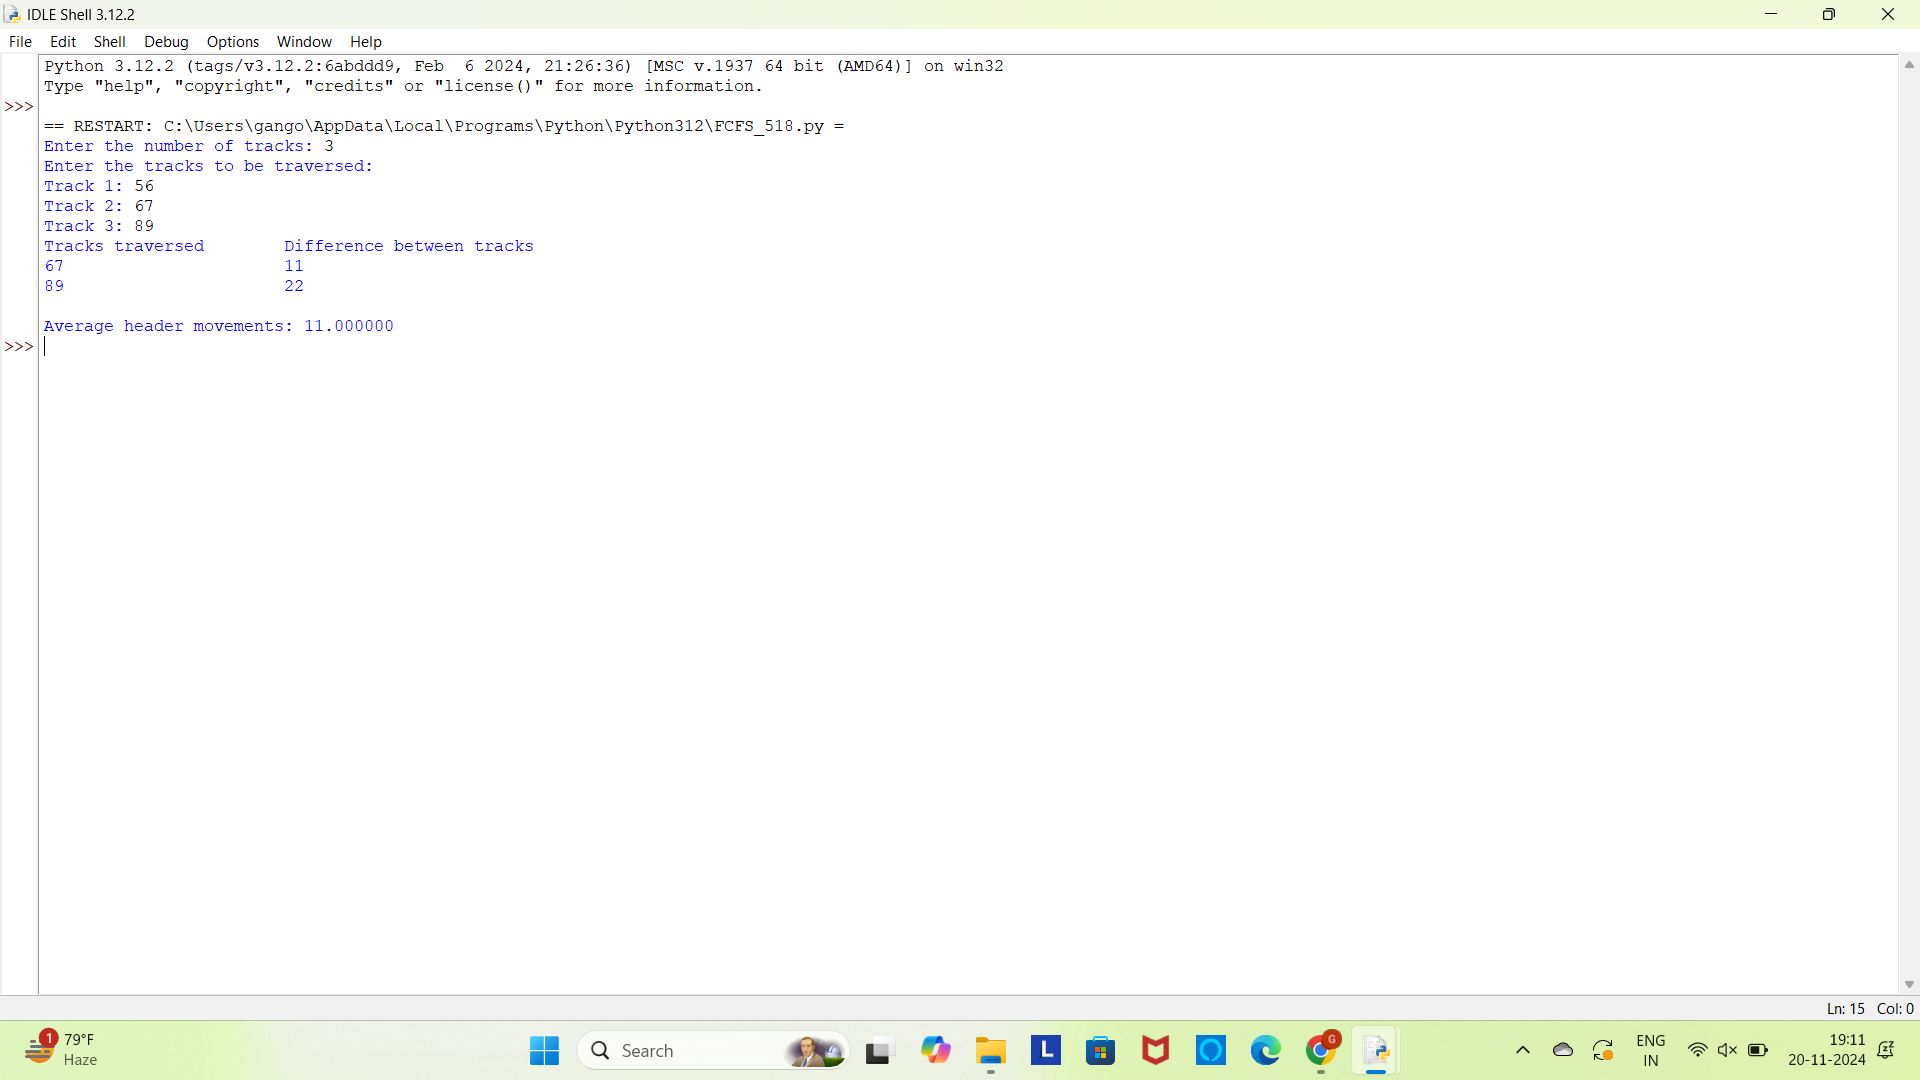 IDLE Shell 3.12.2
File Edit Shell Debug Options Window Help
Python 3.12.2 (tags/v3.12.2:6abddd9, Feb  6 2024, 21:26:36) [MSC v.1937 64 bit (AMD64)] on win32
Type "help", "copyright", "credits" or "license()" for more information.
>>>
== RESTART: C:\Users\gango\AppData\Local\Programs\Python\Python312\FCFS_518.py =
Enter the number of tracks: 3
Enter the tracks to be traversed:
Track 1: 56
Track 2: 67
Track 3: 89
Tracks traversed        Difference between tracks
67                      11
89                      22
Average header movements: 11.000000
>>>
Ln: 15 Col: 0
1 79°F
Haze
Search
L
G
ENG
IN
19:11
20-11-2024